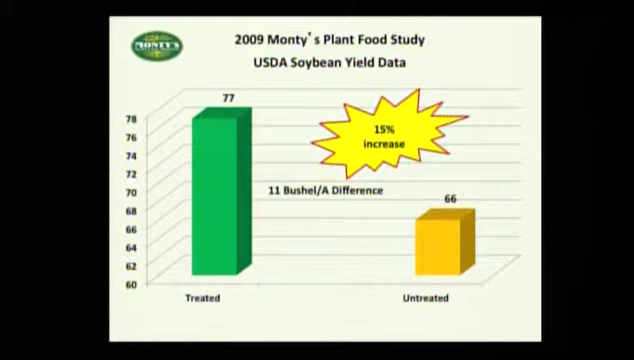 MONTY'S
2009 Monty's Plant Food Study
USDA Soybean Yield Data
77
78
76
74
72
70
68
66
64
62
60
15%
increase
11 Bushel/A Difference
66
Treated
Untreated